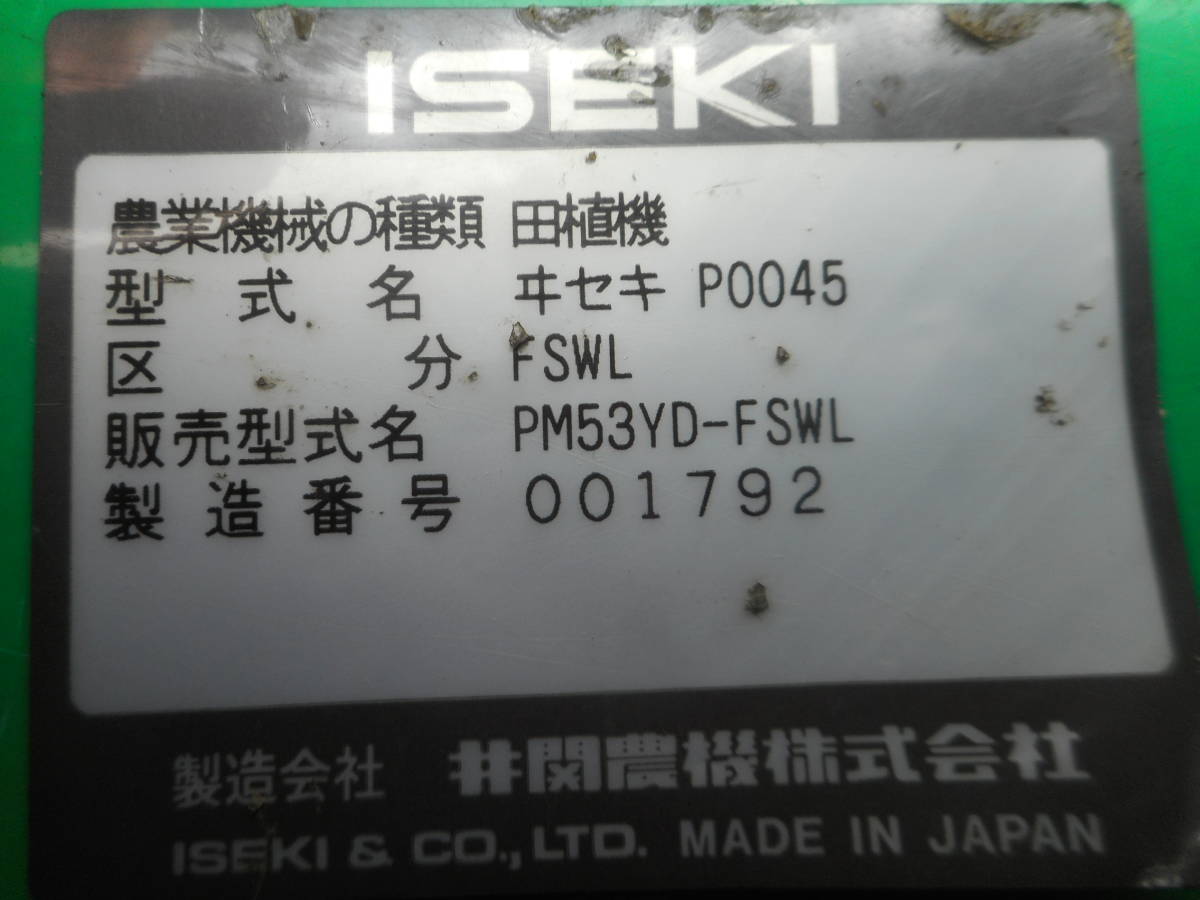 ISEKI
農業機械の種類 田植機
型式名 ヰセキ P0045
区分 FSWL
販売型式名 PM53YD-FSWL
製造番号 001792
製造会社 井関農機株式会社
ISEKI & CO., LTD. MADE IN JAPAN